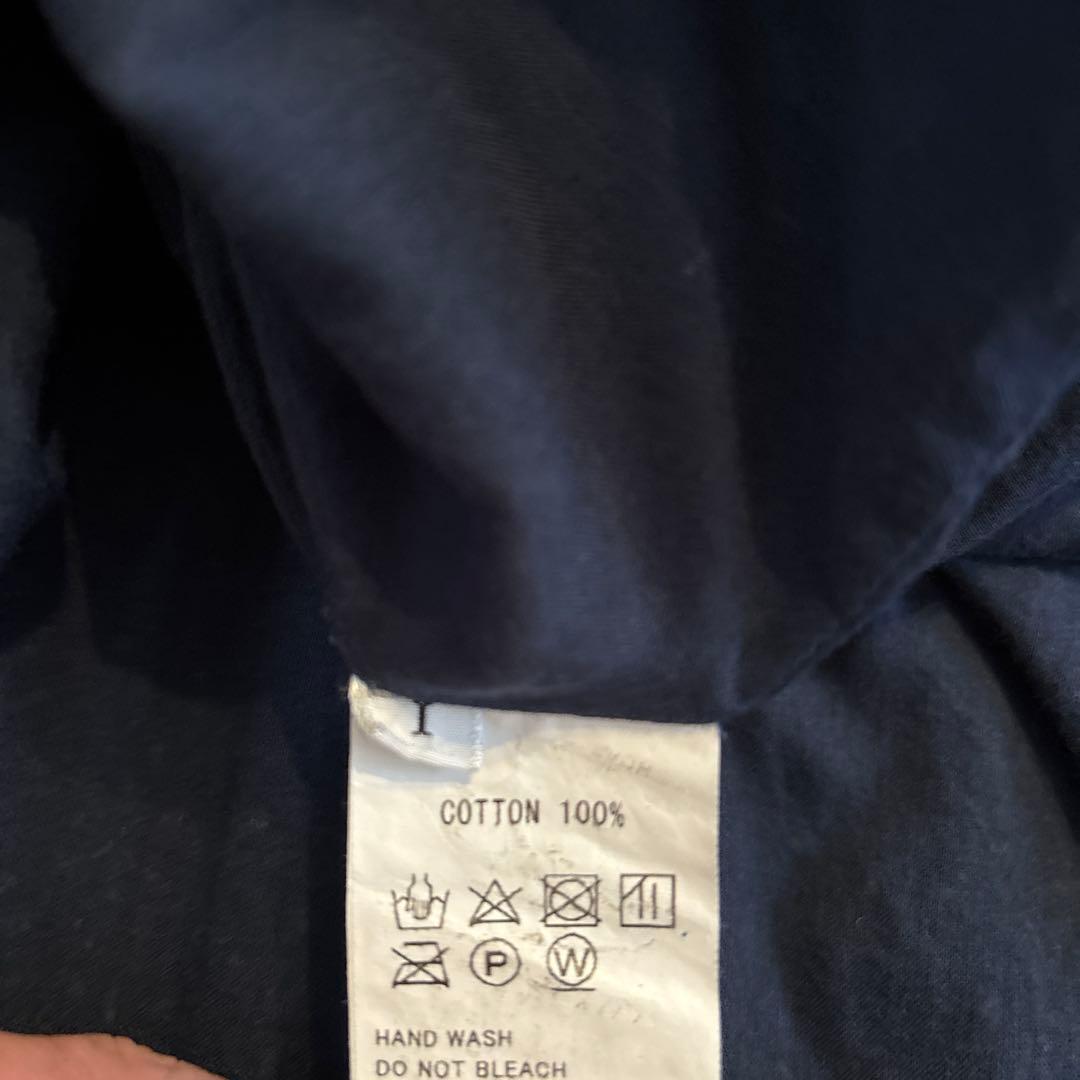 I
COTTON 100%
P W
HAND WASH
DO NOT BLEACH